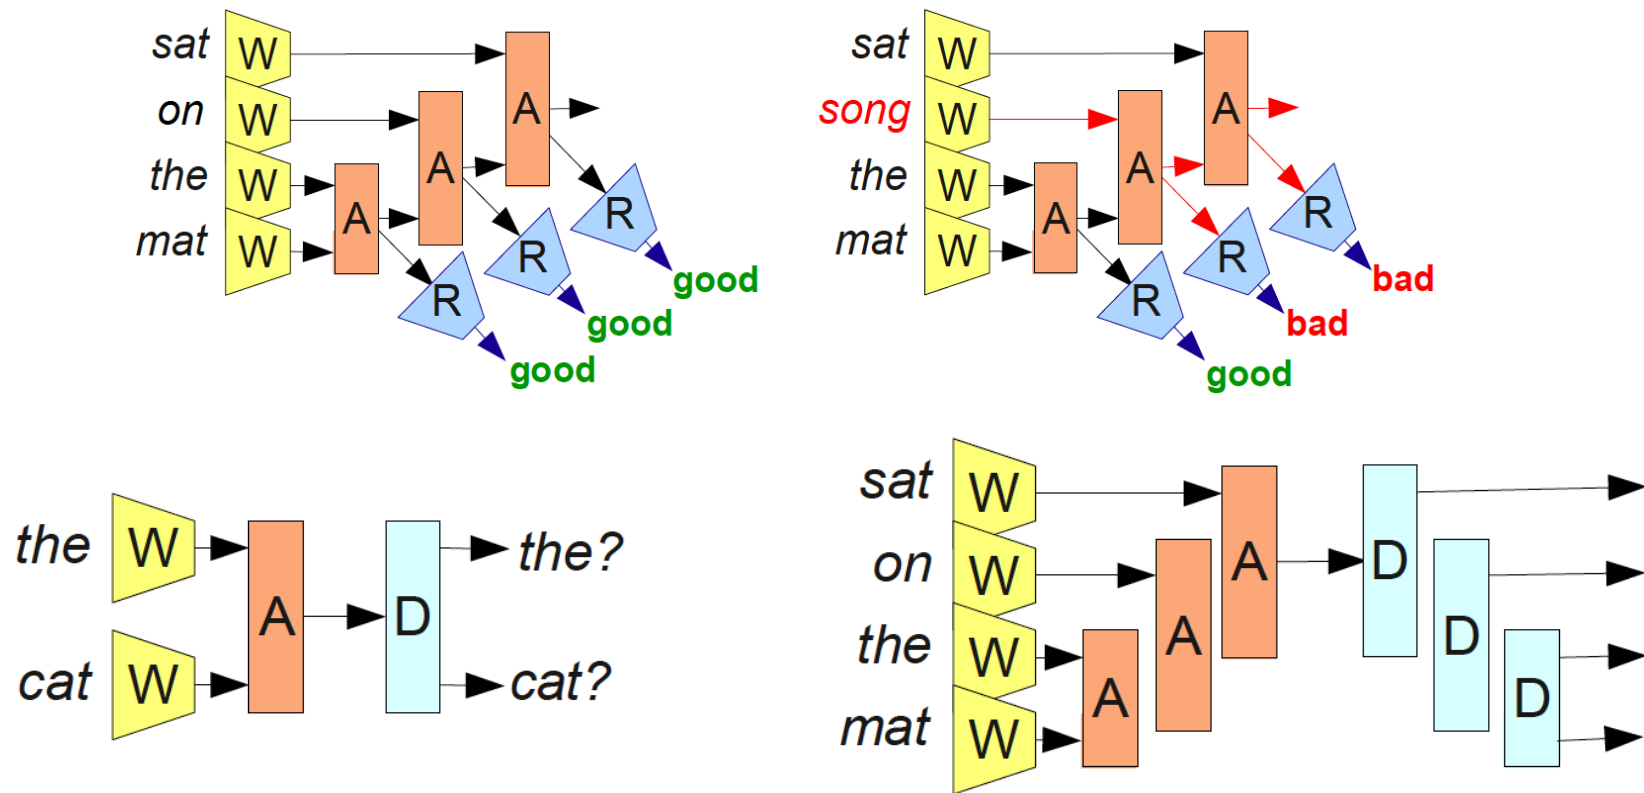 sat W A
on W A
the W A R good
mat W R good
R good
sat W A
song W A
the W A R bad
mat W R bad
R good
the W A D the?
cat W cat?
sat W A D
on W A D
the W A D
mat W